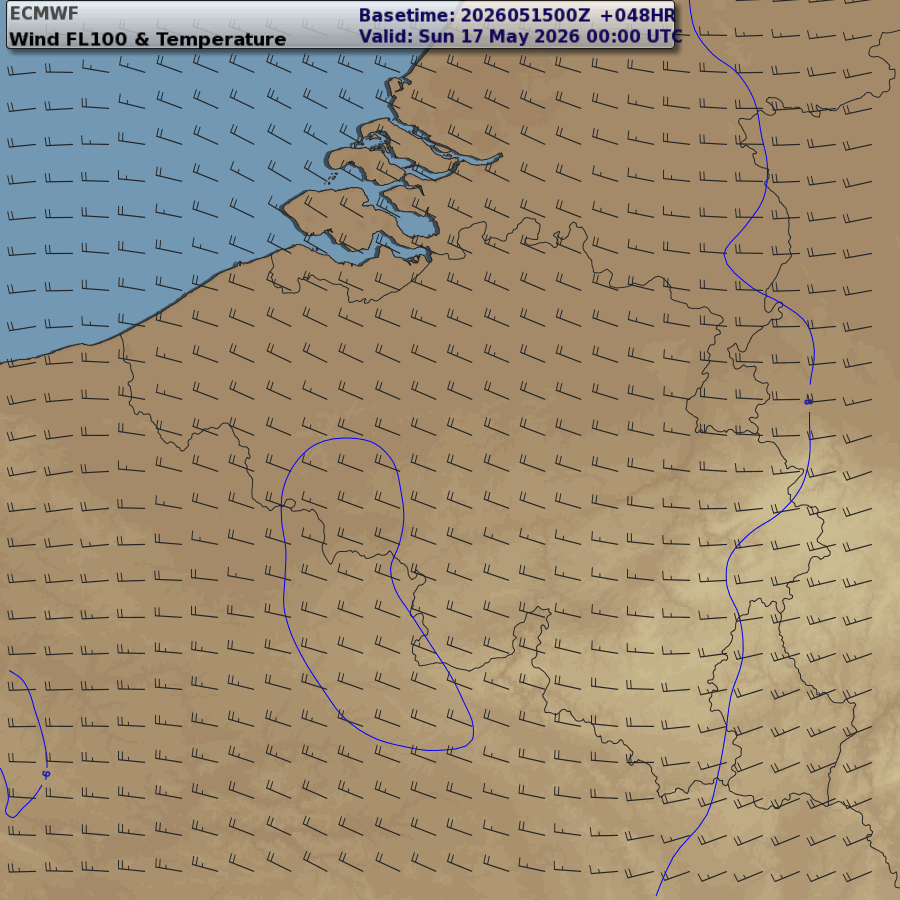 ECMWF
Basetime: 2026051500Z +048HR
Wind FL100 & Temperature
Valid: Sun 17 May 2026 00:00 UTC